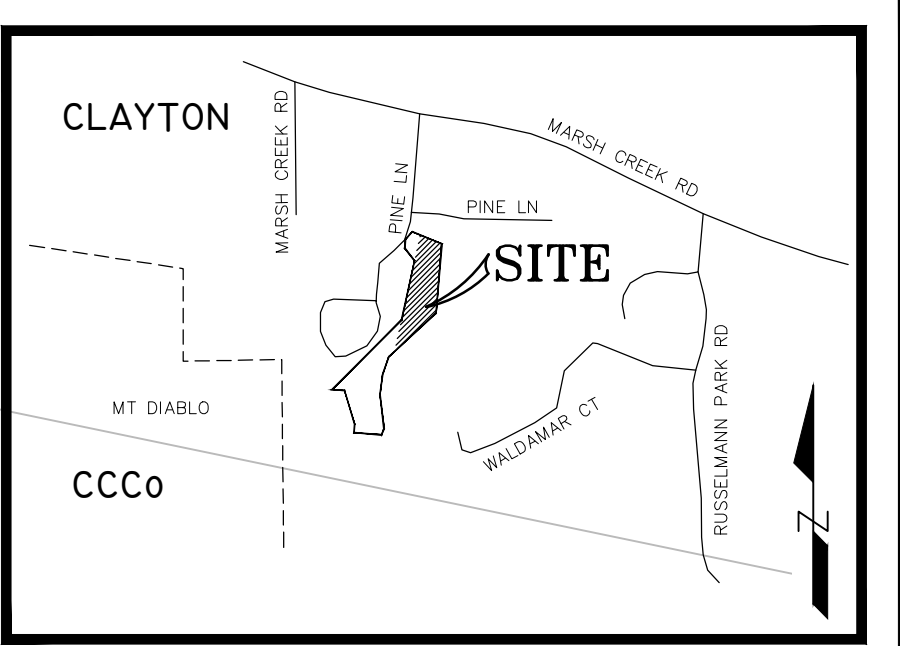 CLAYTON
MARSH CREEK RD
MARSH CREEK RD
PINE LN
PINE LN
SITE
MT DIABLO
WALDAMAR CT
RUSSELMANN PARK RD
CCCo
N